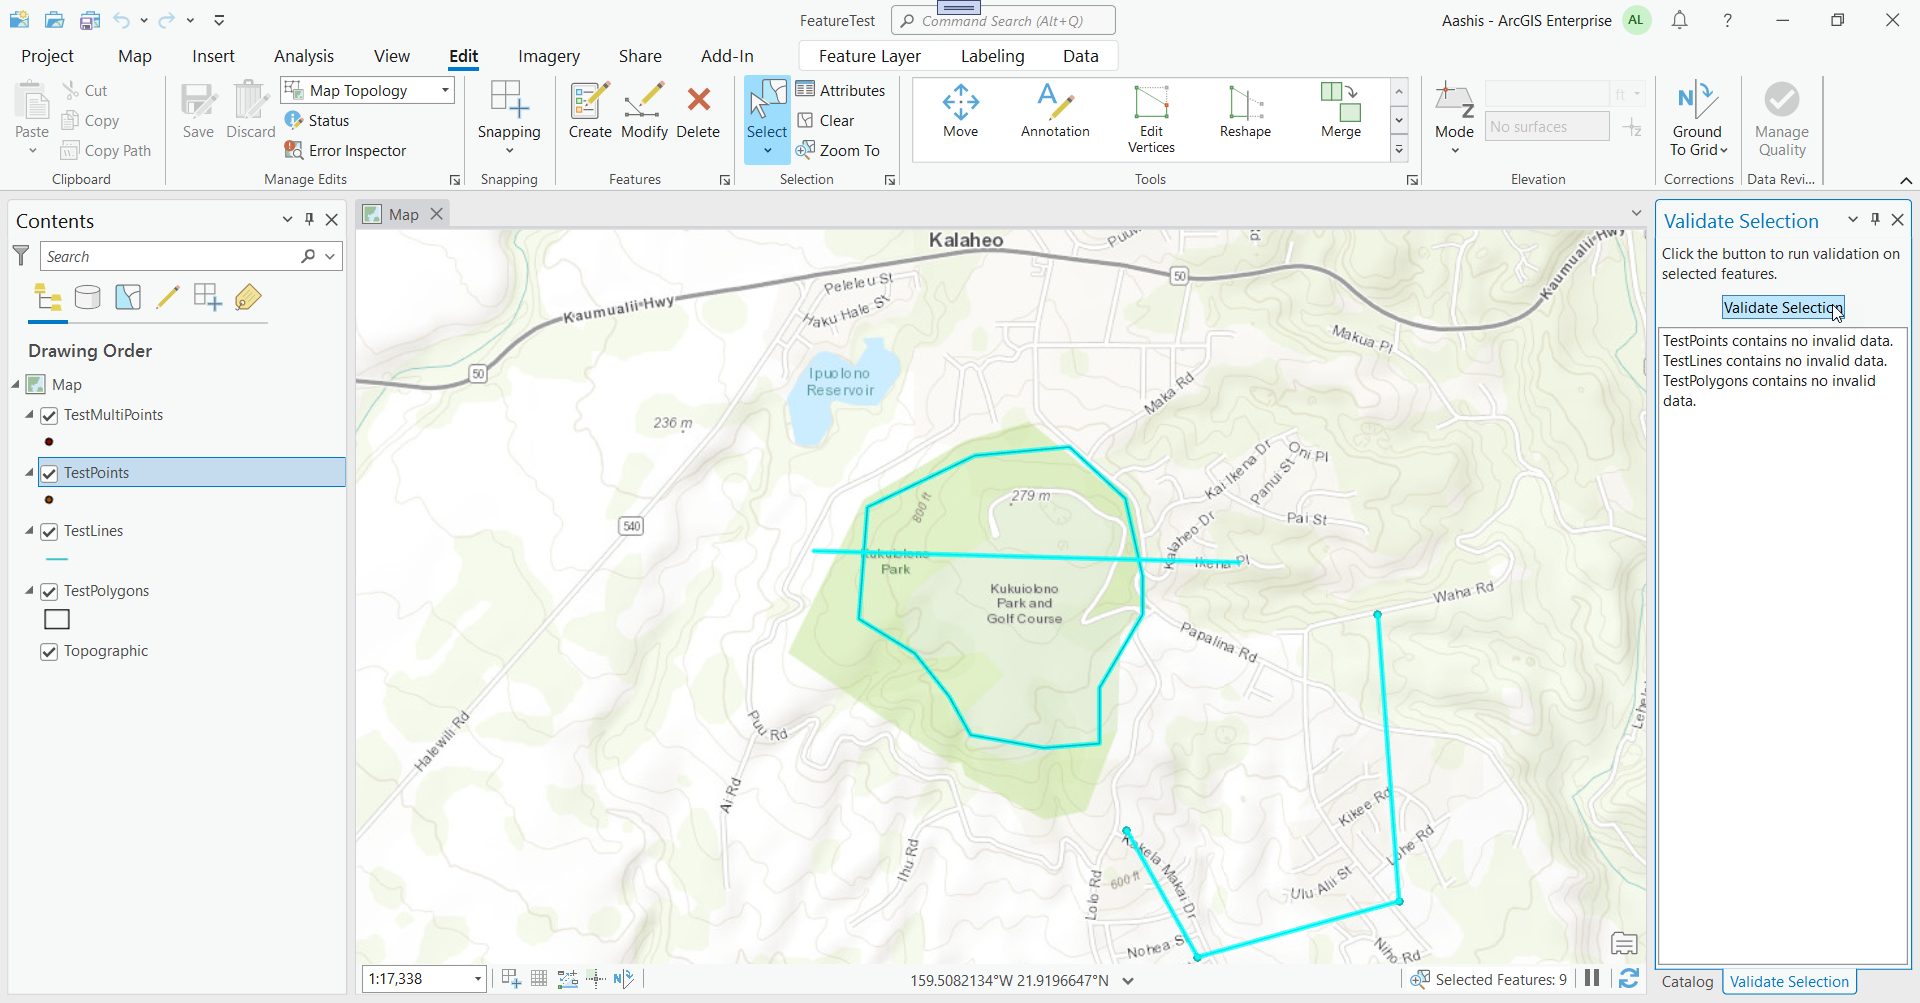 FeatureTest
Command Search (Alt+Q)
Aashis - ArcGIS Enterprise
AL
?
Project
Map
Insert
Analysis
View
Edit
Imagery
Share
Add-In
Feature Layer
Labeling
Data
Paste
Cut
Copy
Copy Path
Clipboard
Save
Discard
Map Topology
Status
Error Inspector
Manage Edits
Snapping
Snapping
Create
Modify
Delete
Features
Select
Attributes
Clear
Zoom To
Selection
Move
Annotation
Edit
Vertices
Reshape
Merge
Tools
Mode
ft
No surfaces
Elevation
Ground
To Grid
Corrections
Manage
Quality
Data Revi...
Contents
Search
Drawing Order
Map
TestMultiPoints
TestPoints
TestLines
TestPolygons
Topographic
Map
Kalaheo
50
Kaumualii Hwy
Kaumualii Hwy
Peleleu St
Haku Hale St
Makua Pl
50
Ipuolono
Reservoir
Maka Rd
236 m
Kai Ikena Dr
Oni Pl
Panui St
279 m
800 ft
540
Pai St
Kalaheo Dr
Kukuiolono
Park
Ikena Pl
Kukuiolono
Park and
Golf Course
Waha Rd
Papalina Rd
Puu Rd
Halewili Rd
Ai Rd
Kikee Rd
Lohe Rd
Ihu Rd
Kakela Makai Dr
600 ft
Ulu Alii St
Lolo Rd
Nohea S
Niho Rd
1:17,338
159.5082134°W 21.9196647°N
Selected Features: 9
Validate Selection
Click the button to run validation on
selected features.
Validate Selection
TestPoints contains no invalid data.
TestLines contains no invalid data.
TestPolygons contains no invalid
data.
Catalog
Validate Selection